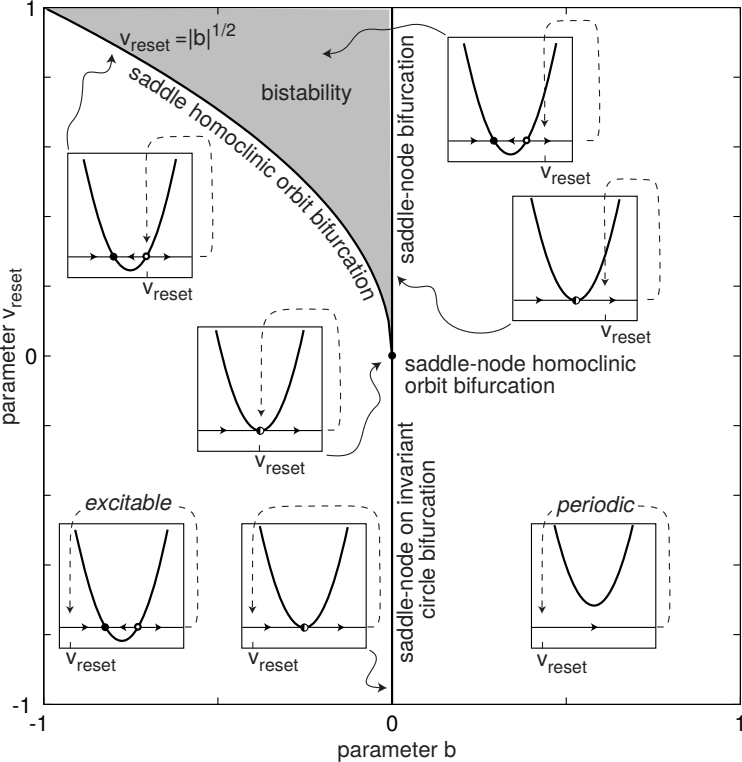 1
v_reset = |b|^1/2
bistability
saddle homoclinic orbit bifurcation
saddle-node bifurcation
v_reset
v_reset
v_reset
parameter v_reset
0
saddle-node homoclinic
orbit bifurcation
v_reset
saddle-node on invariant
circle bifurcation
excitable
periodic
v_reset
v_reset
v_reset
-1
-1
0
1
parameter b